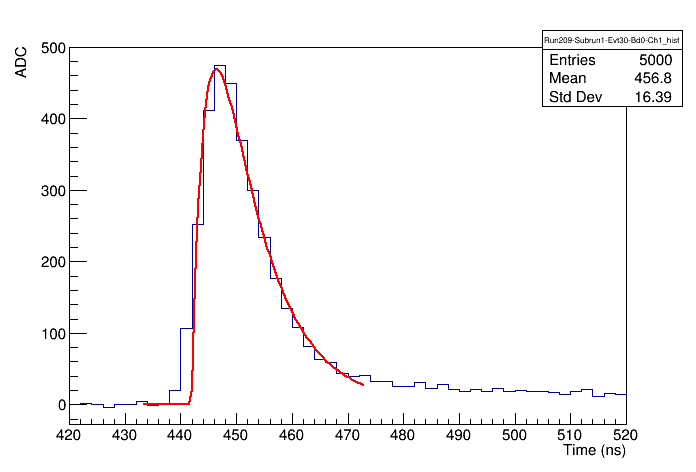 Run209-Subrun1-Evt30-Bd0-Ch1_hist
Entries 5000
Mean 456.8
Std Dev 16.39
ADC
500
400
300
200
100
0
420 430 440 450 460 470 480 490 500 510 520
Time (ns)